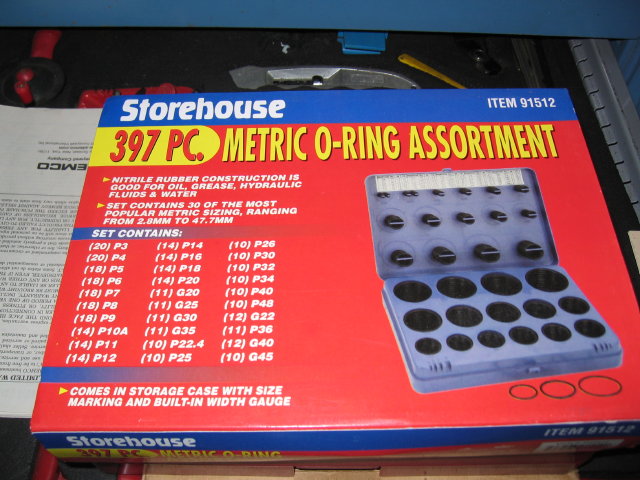 Storehouse
ITEM 91512
397 PC. METRIC O-RING ASSORTMENT
NITRILE RUBBER CONSTRUCTION IS
GOOD FOR OIL, GREASE, HYDRAULIC
FLUIDS & WATER
SET CONTAINS 30 OF THE MOST
POPULAR METRIC SIZING, RANGING
FROM 2.8MM TO 47.7MM
SET CONTAINS:
(20) P3 (14) P14 (10) P26
(20) P4 (14) P16 (10) P30
(18) P5 (14) P18 (10) P32
(18) P6 (14) P20 (10) P34
(18) P7 (11) G20 (10) P40
(18) P8 (11) G25 (10) P48
(18) P9 (11) G30 (12) G22
(14) P10A (11) G35 (11) P36
(14) P11 (10) P22.4 (12) G40
(14) P12 (10) P25 (10) G45
COMES IN STORAGE CASE WITH SIZE
MARKING AND BUILT-IN WIDTH GAUGE
Storehouse
ITEM 91512
397 PC. METRIC O-RING
EMCO
LIMITED WA